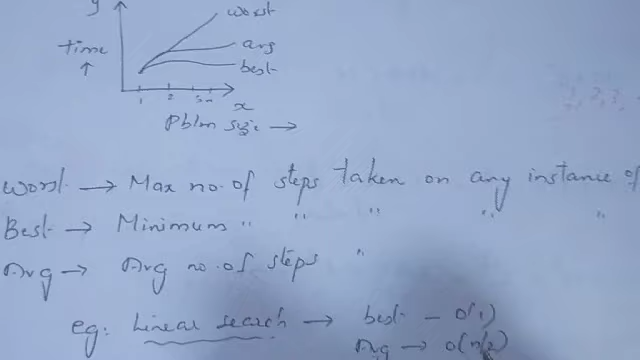 y
worst
time
avg
best
↑
1 2 3 n
x
Pblm size →
Worst → Max no. of steps taken on any instance of
Best → Minimum " " " " "
Avg → Avg no. of steps "
eg: Linear search → best - O(1)
Avg → O(n/2)